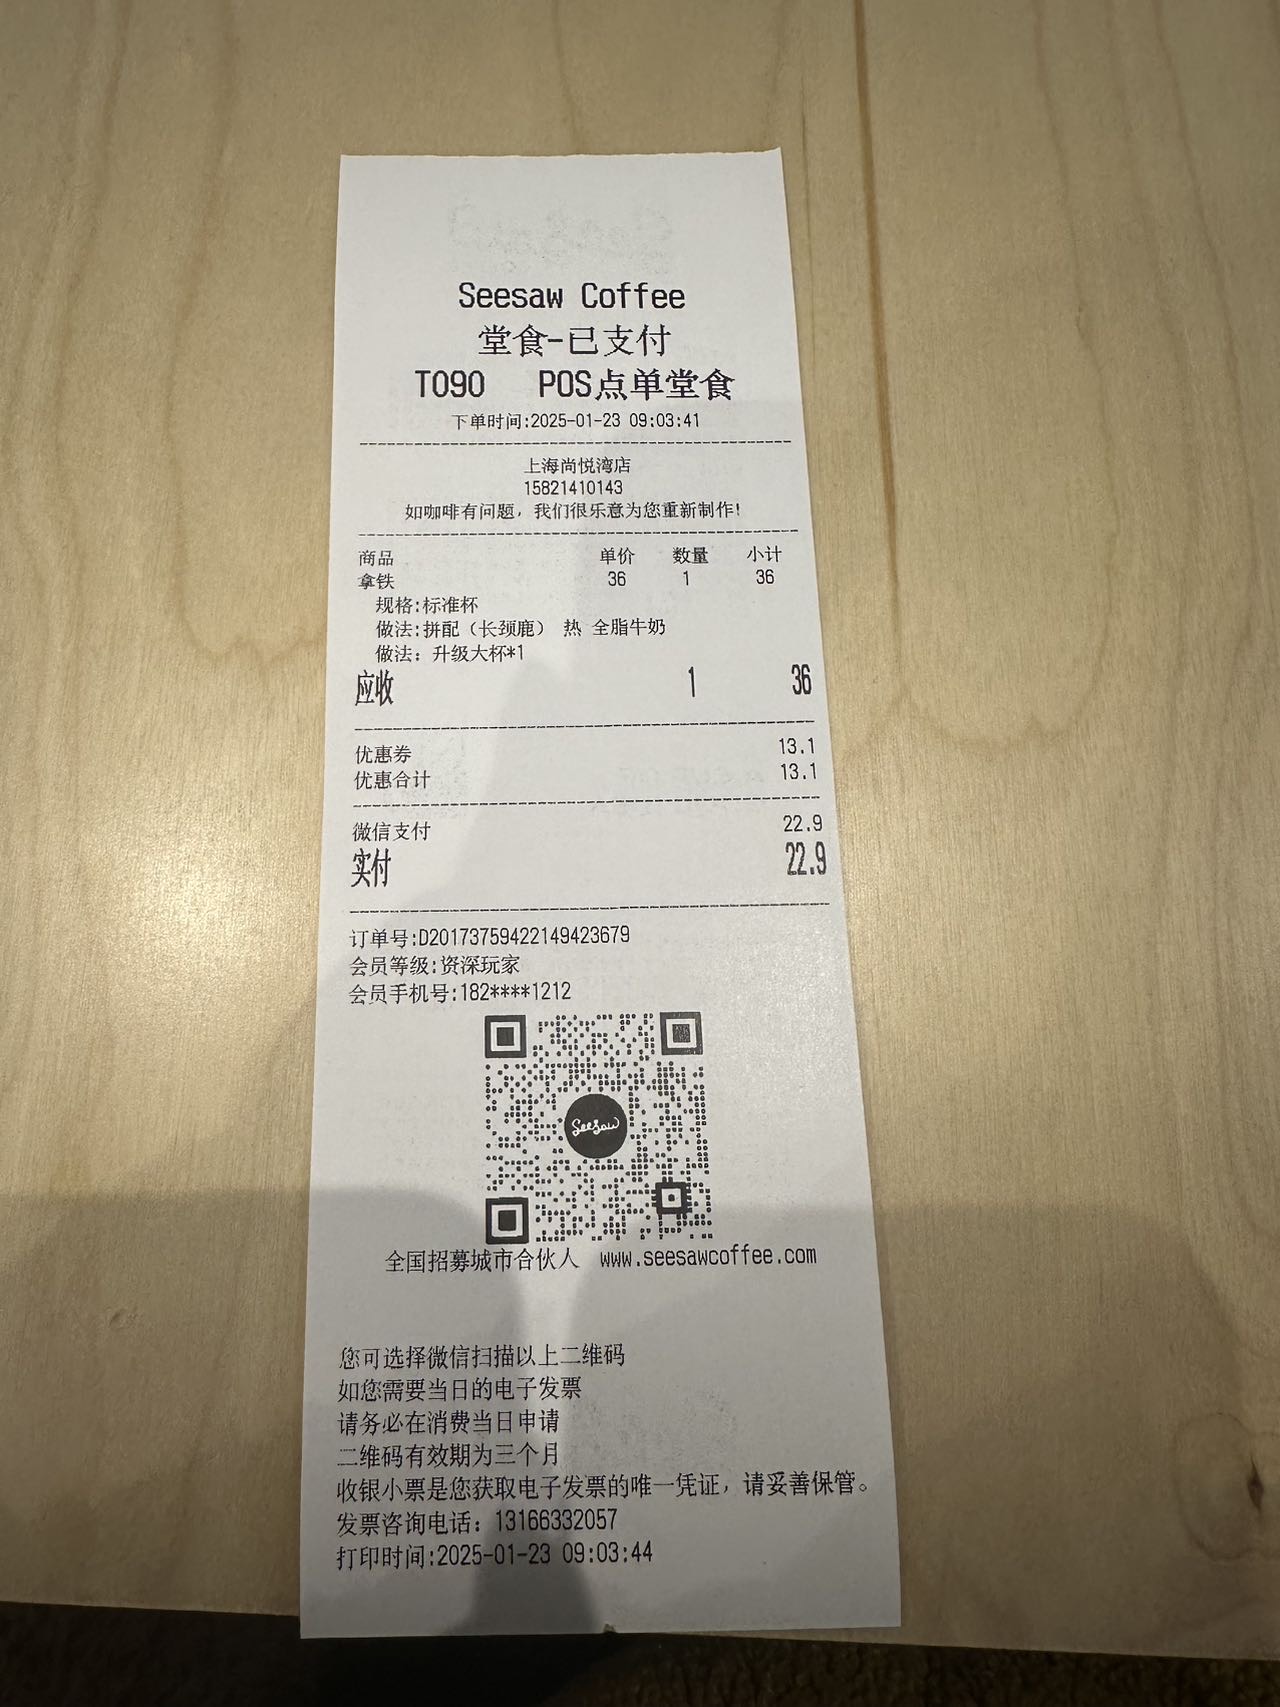 Seesaw Coffee
堂食-已支付
T090 POS点单堂食
下单时间:2025-01-23 09:03:41
上海尚悦湾店
15821410143
如咖啡有问题，我们很乐意为您重新制作!
商品 单价 数量 小计
拿铁 36 1 36
规格:标准杯
做法:拼配（长颈鹿） 热 全脂牛奶
做法：升级大杯*1
应收 1 36
优惠券 13.1
优惠合计 13.1
微信支付 22.9
实付 22.9
订单号:D20173759422149423679
会员等级:资深玩家
会员手机号:182****1212
Seesaw
全国招募城市合伙人 www.seesawcoffee.com
您可选择微信扫描以上二维码
如您需要当日的电子发票
请务必在消费当日申请
二维码有效期为三个月
收银小票是您获取电子发票的唯一凭证，请妥善保管。
发票咨询电话：13166332057
打印时间:2025-01-23 09:03:44